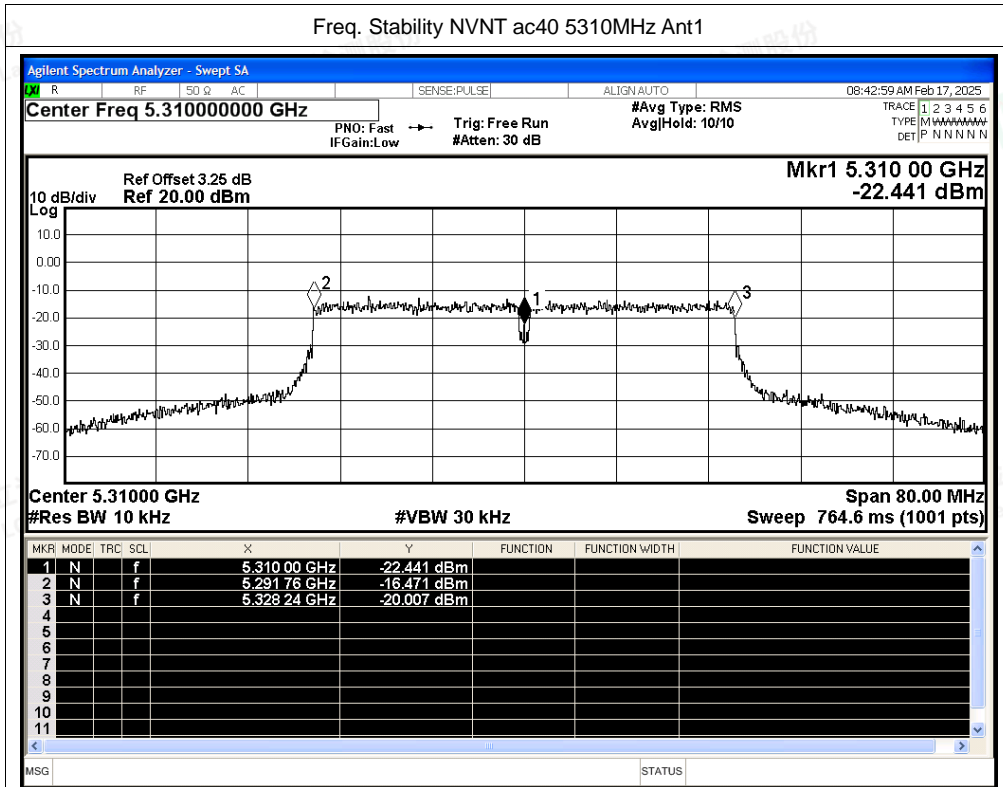 Freq. Stability NVNT ac40 5310MHz Ant1
Agilent Spectrum Analyzer - Swept SA
LXI R RF 50 Ω AC SENSE:PULSE ALIGN AUTO 08:42:59 AM Feb 17, 2025
Center Freq 5.310000000 GHz #Avg Type: RMS TRACE 1 2 3 4 5 6
PNO: Fast Trig: Free Run Avg|Hold: 10/10 TYPE M WWWWW
IFGain:Low #Atten: 30 dB DET P N N N N N
Mkr1 5.310 00 GHz
Ref Offset 3.25 dB
10 dB/div Ref 20.00 dBm -22.441 dBm
Log
10.0
0.00
-10.0
-20.0
-30.0
-40.0
-50.0
-60.0
-70.0
2
1
3
Center 5.31000 GHz Span 80.00 MHz
#Res BW 10 kHz #VBW 30 kHz Sweep 764.6 ms (1001 pts)
MKR MODE TRC SCL X Y FUNCTION FUNCTION WIDTH FUNCTION VALUE
1 N f 5.310 00 GHz -22.441 dBm
2 N f 5.291 76 GHz -16.471 dBm
3 N f 5.328 24 GHz -20.007 dBm
4
5
6
7
8
9
10
11
MSG STATUS